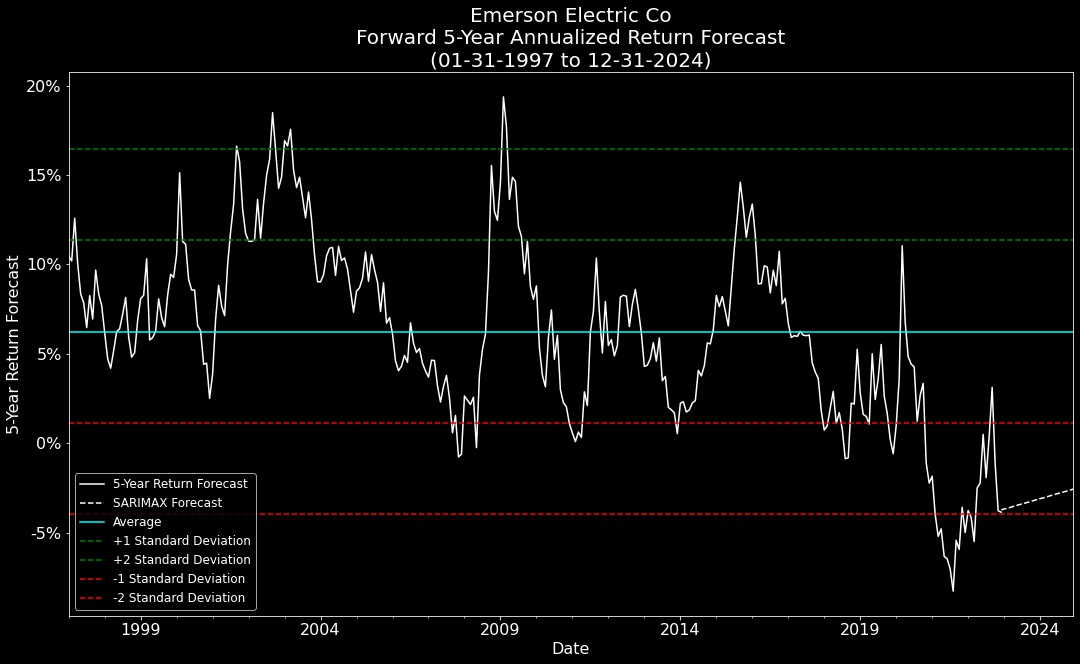 Emerson Electric Co
Forward 5-Year Annualized Return Forecast
(01-31-1997 to 12-31-2024)
20%
15%
10%
5%
0%
-5%
5-Year Return Forecast
5-Year Return Forecast
SARIMAX Forecast
Average
+1 Standard Deviation
+2 Standard Deviation
-1 Standard Deviation
-2 Standard Deviation
1999
2004
2009
2014
2019
2024
Date